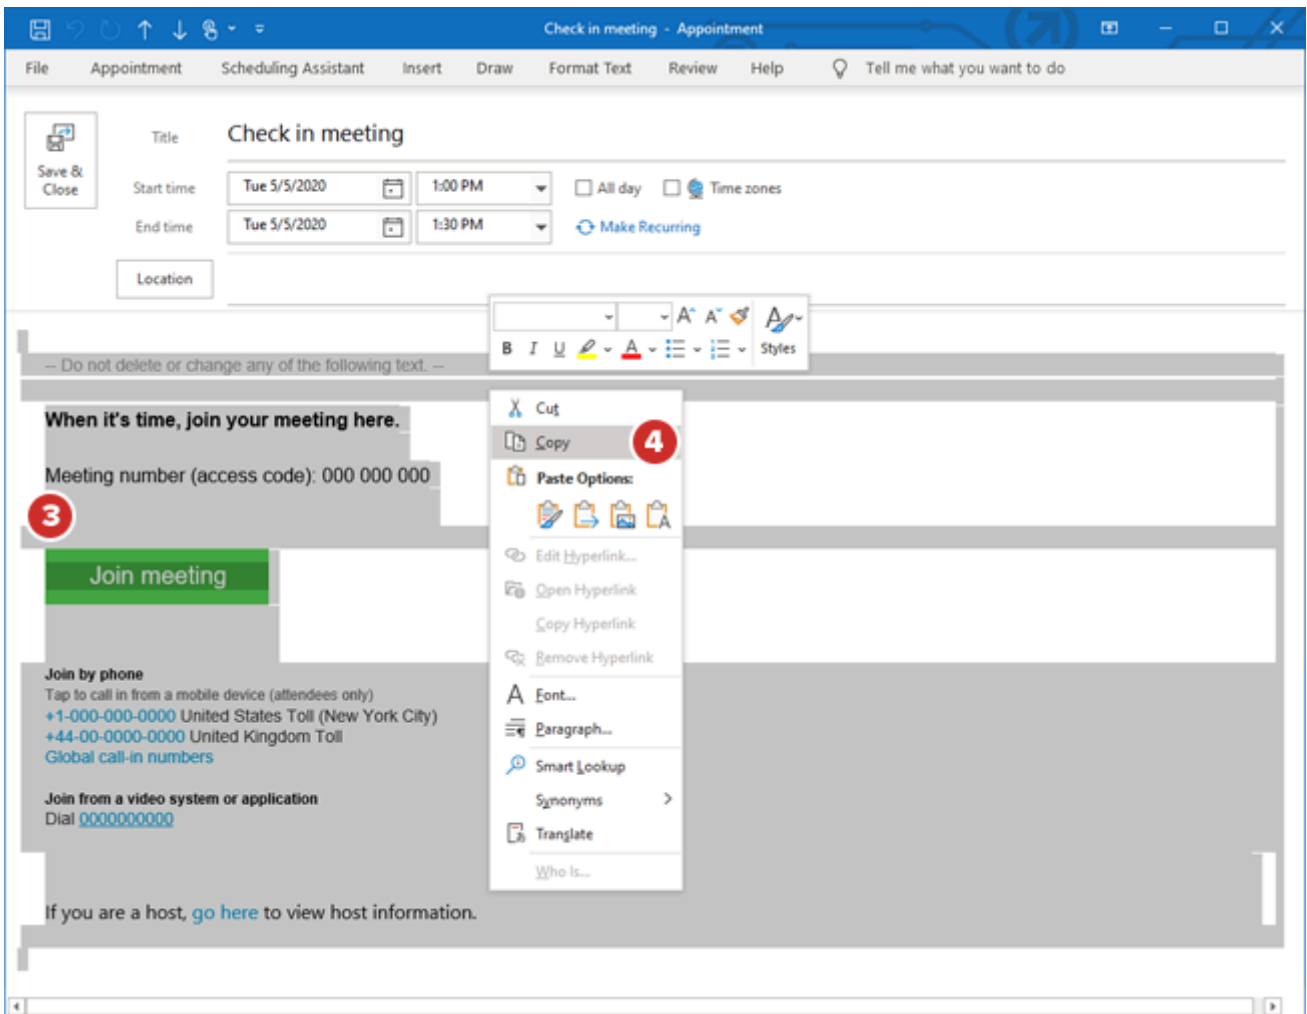 Check in meeting - Appointment
File Appointment Scheduling Assistant Insert Draw Format Text Review Help Tell me what you want to do
Save & Close
Title Check in meeting
Start time Tue 5/5/2020 1:00 PM All day Time zones
End time Tue 5/5/2020 1:30 PM Make Recurring
Location
A A Styles
B I U A
-- Do not delete or change any of the following text. --
When it's time, join your meeting here.
Meeting number (access code): 000 000 000
3
Join meeting
Join by phone
Tap to call in from a mobile device (attendees only)
+1-000-000-0000 United States Toll (New York City)
+44-00-0000-0000 United Kingdom Toll
Global call-in numbers
Join from a video system or application
Dial 0000000000
If you are a host, go here to view host information.
Cut
Copy 4
Paste Options:
Edit Hyperlink...
Open Hyperlink
Copy Hyperlink
Remove Hyperlink
A Font...
Paragraph...
Smart Lookup
Synonyms
Translate
Who Is...